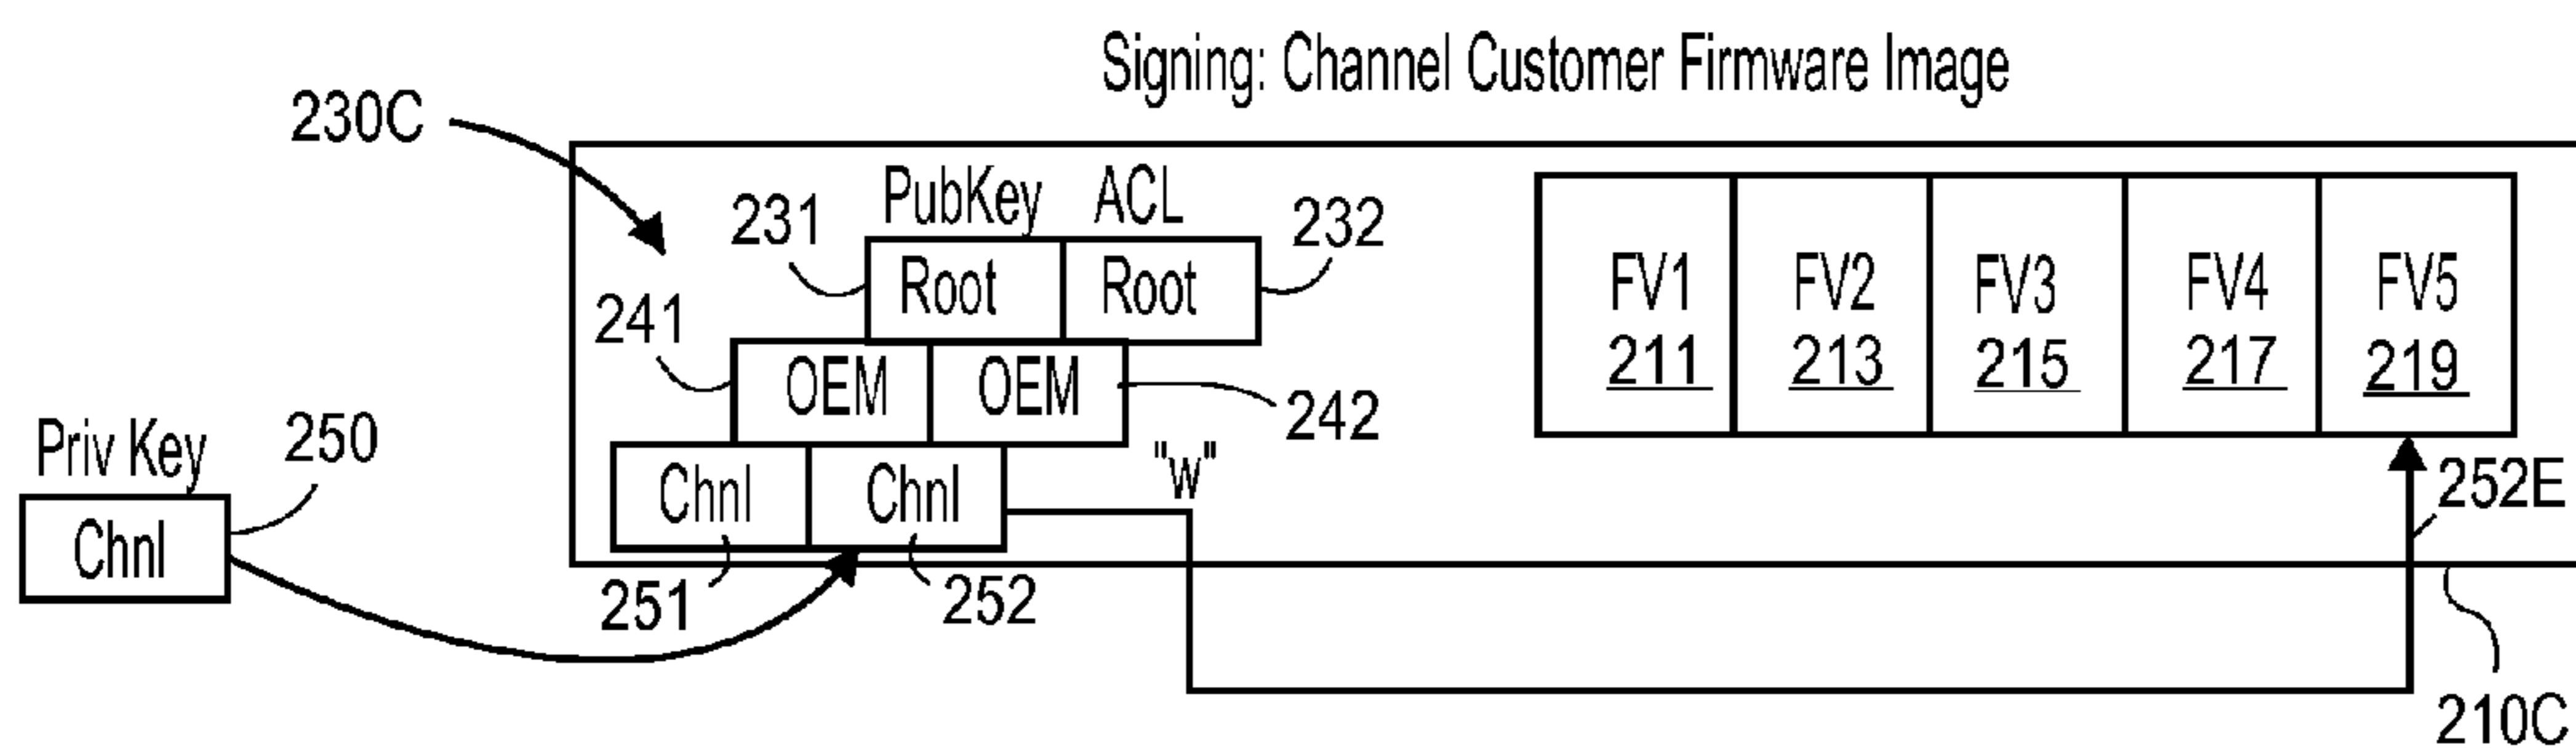 Signing: Channel Customer Firmware Image
230C
PubKey ACL
231
232
Root Root
241
OEM OEM
242
Priv Key
250
Chnl
Chnl Chnl
"w"
251
252
FV1 FV2 FV3 FV4 FV5
211 213 215 217 219
252E
210C